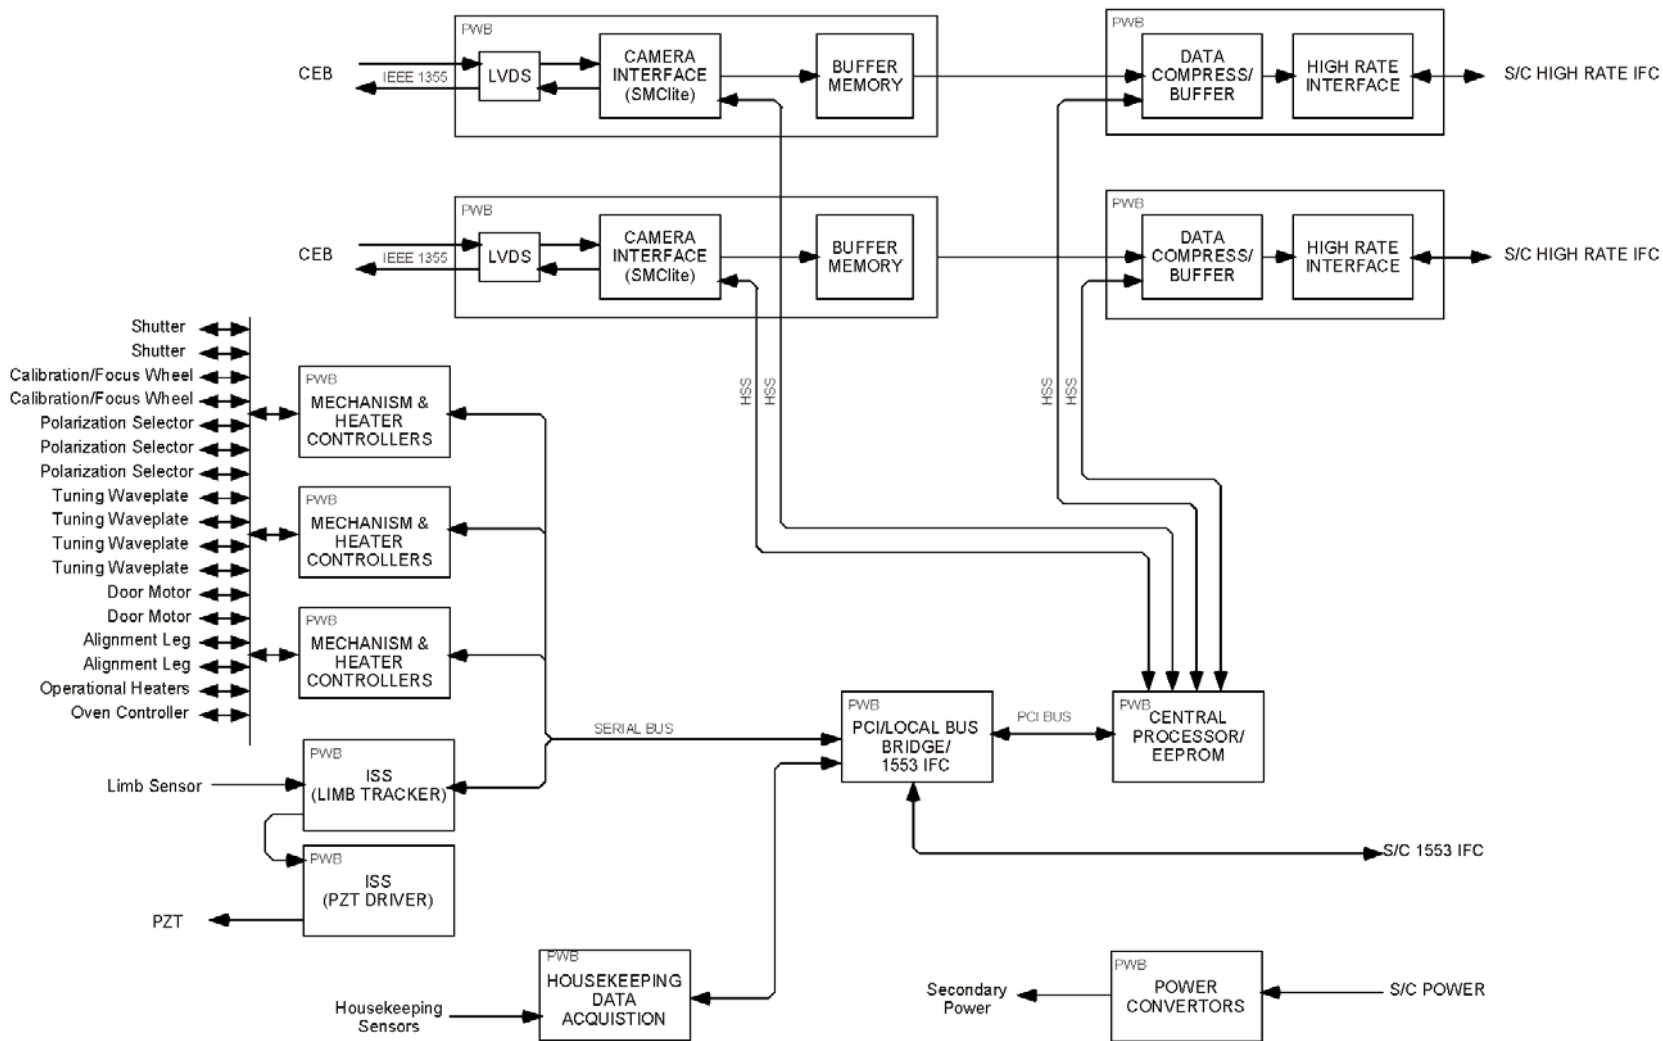 PWB
CEB
IEEE 1355
LVDS
CAMERA
INTERFACE
(SMClite)
BUFFER
MEMORY
PWB
DATA
COMPRESS/
BUFFER
HIGH RATE
INTERFACE
S/C HIGH RATE IFC
PWB
CEB
IEEE 1355
LVDS
CAMERA
INTERFACE
(SMClite)
BUFFER
MEMORY
PWB
DATA
COMPRESS/
BUFFER
HIGH RATE
INTERFACE
S/C HIGH RATE IFC
HSS
HSS
HSS
HSS
Shutter
Shutter
Calibration/Focus Wheel
Calibration/Focus Wheel
Polarization Selector
Polarization Selector
Polarization Selector
Tuning Waveplate
Tuning Waveplate
Tuning Waveplate
Tuning Waveplate
Door Motor
Door Motor
Alignment Leg
Alignment Leg
Operational Heaters
Oven Controller
PWB
MECHANISM &
HEATER
CONTROLLERS
PWB
MECHANISM &
HEATER
CONTROLLERS
PWB
MECHANISM &
HEATER
CONTROLLERS
SERIAL BUS
PWB
PCI/LOCAL BUS
BRIDGE/
1553 IFC
PCI BUS
PWB
CENTRAL
PROCESSOR/
EEPROM
Limb Sensor
PWB
ISS
(LIMB TRACKER)
PWB
ISS
(PZT DRIVER)
PZT
S/C 1553 IFC
Housekeeping
Sensors
PWB
HOUSEKEEPING
DATA
ACQUISTION
Secondary
Power
PWB
POWER
CONVERTORS
S/C POWER